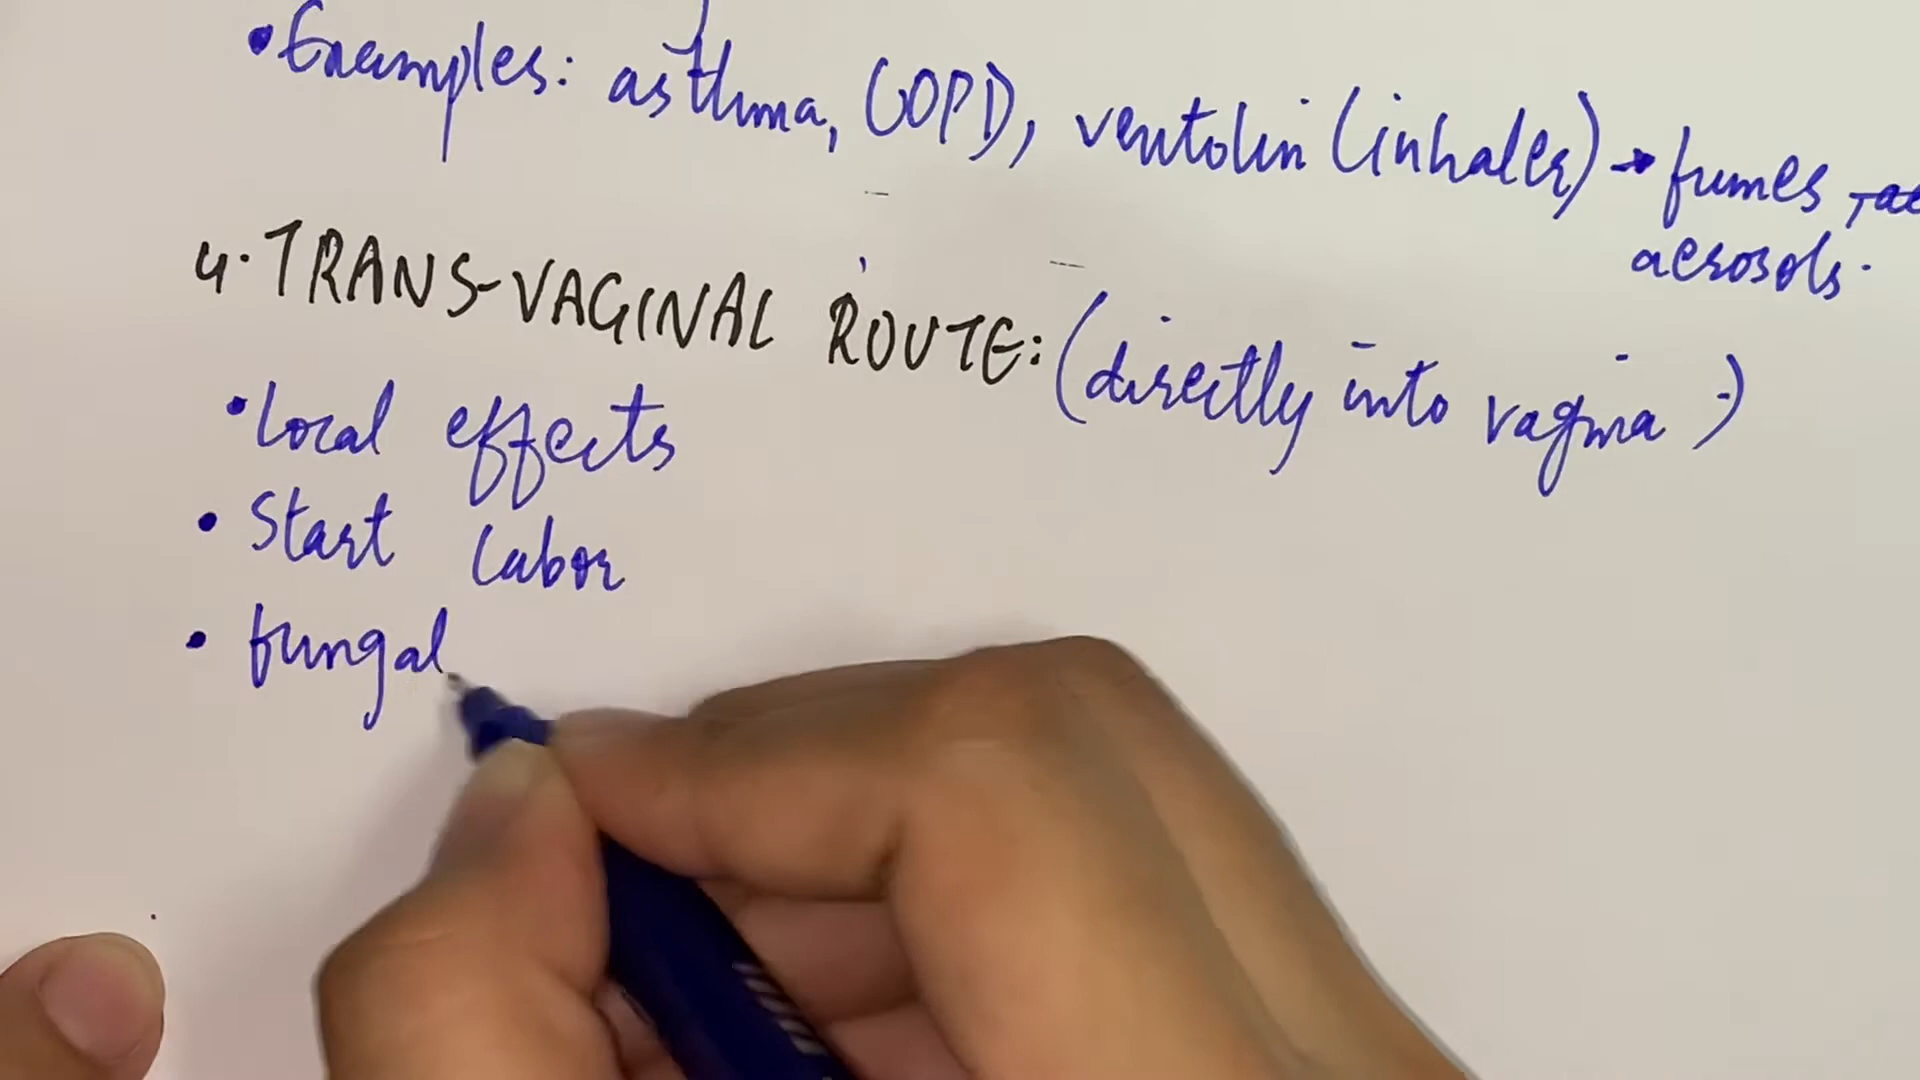 • Examples: asthma, COPD, ventolin (inhaler) → fumes,
aerosols.
4. TRANS-VAGINAL ROUTE: (directly into vagina.)
• Local effects
• Start Labor
• fungal